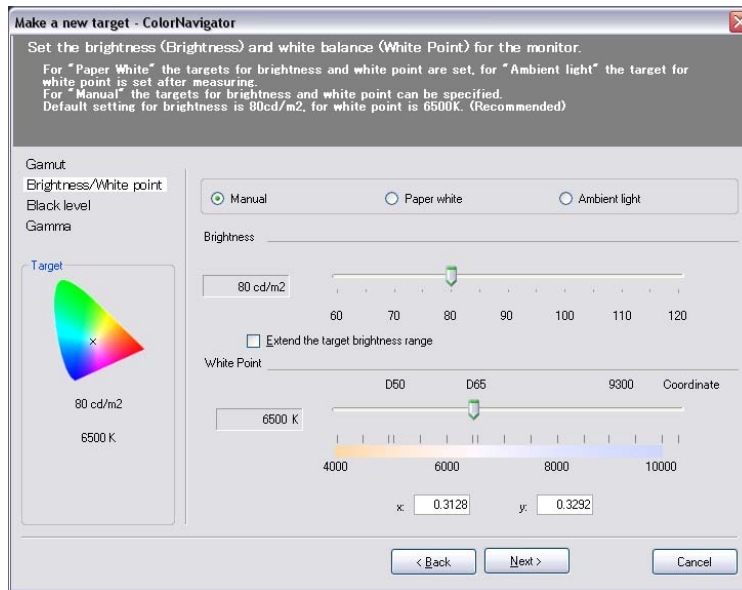 Make a new target - ColorNavigator
Set the brightness (Brightness) and white balance (White Point) for the monitor.
For "Paper White" the targets for brightness and white point are set, for "Ambient light" the target for
white point is set after measuring.
For "Manual" the targets for brightness and white point can be specified.
Default setting for brightness is 80cd/m2, for white point is 6500K. (Recommended)
Gamut
Brightness/White point
Black level
Gamma
Manual Paper white Ambient light
Brightness
80 cd/m2
60 70 80 90 100 110 120
Extend the target brightness range
White Point
D50 D65 9300 Coordinate
6500 K
4000 6000 8000 10000
x: 0.3128 y: 0.3292
Target
80 cd/m2
6500 K
< Back Next > Cancel